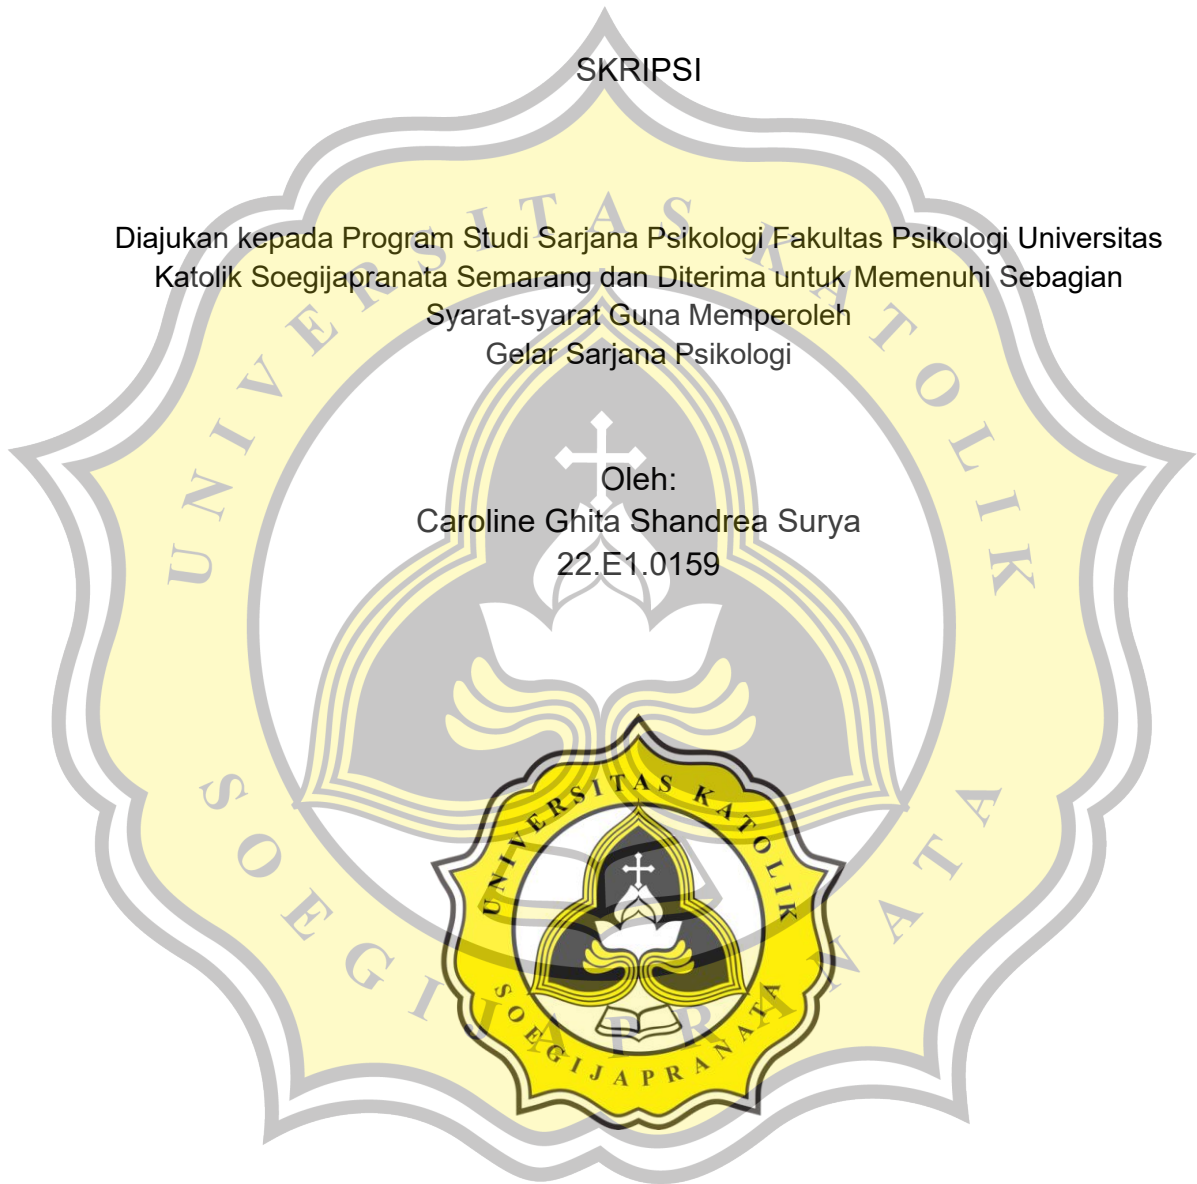 SKRIPSI
Diajukan kepada Program Studi Sarjana Psikologi Fakultas Psikologi Universitas
Katolik Soegijapranata Semarang dan Diterima untuk Memenuhi Sebagian
Syarat-syarat Guna Memperoleh
Gelar Sarjana Psikologi
Oleh:
Caroline Ghita Shandrea Surya
22.E1.0159
UNIVERSITAS KATOLIK
SOEGIJAPRANATA
UNIVERSITAS KATOLIK
SOEGIJAPRANATA